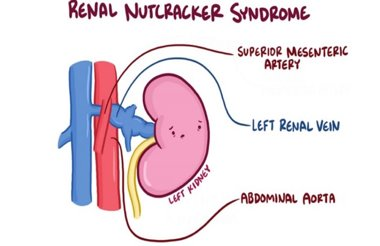 RENAL NUTCRACKER SYNDROME
SUPERIOR MESENTERIC
ARTERY
LEFT RENAL VEIN
LEFT KIDNEY
ABDOMINAL AORTA